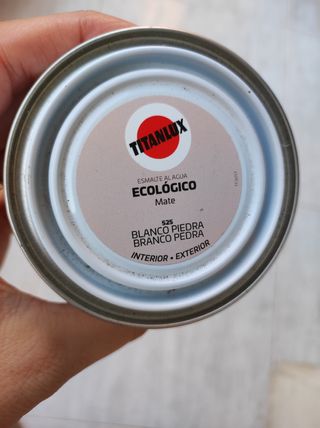 TITANLUX
ESMALTE AL AGUA
ECOLÓGICO
Mate
525
BLANCO PIEDRA
BRANCO PEDRA
INTERIOR • EXTERIOR